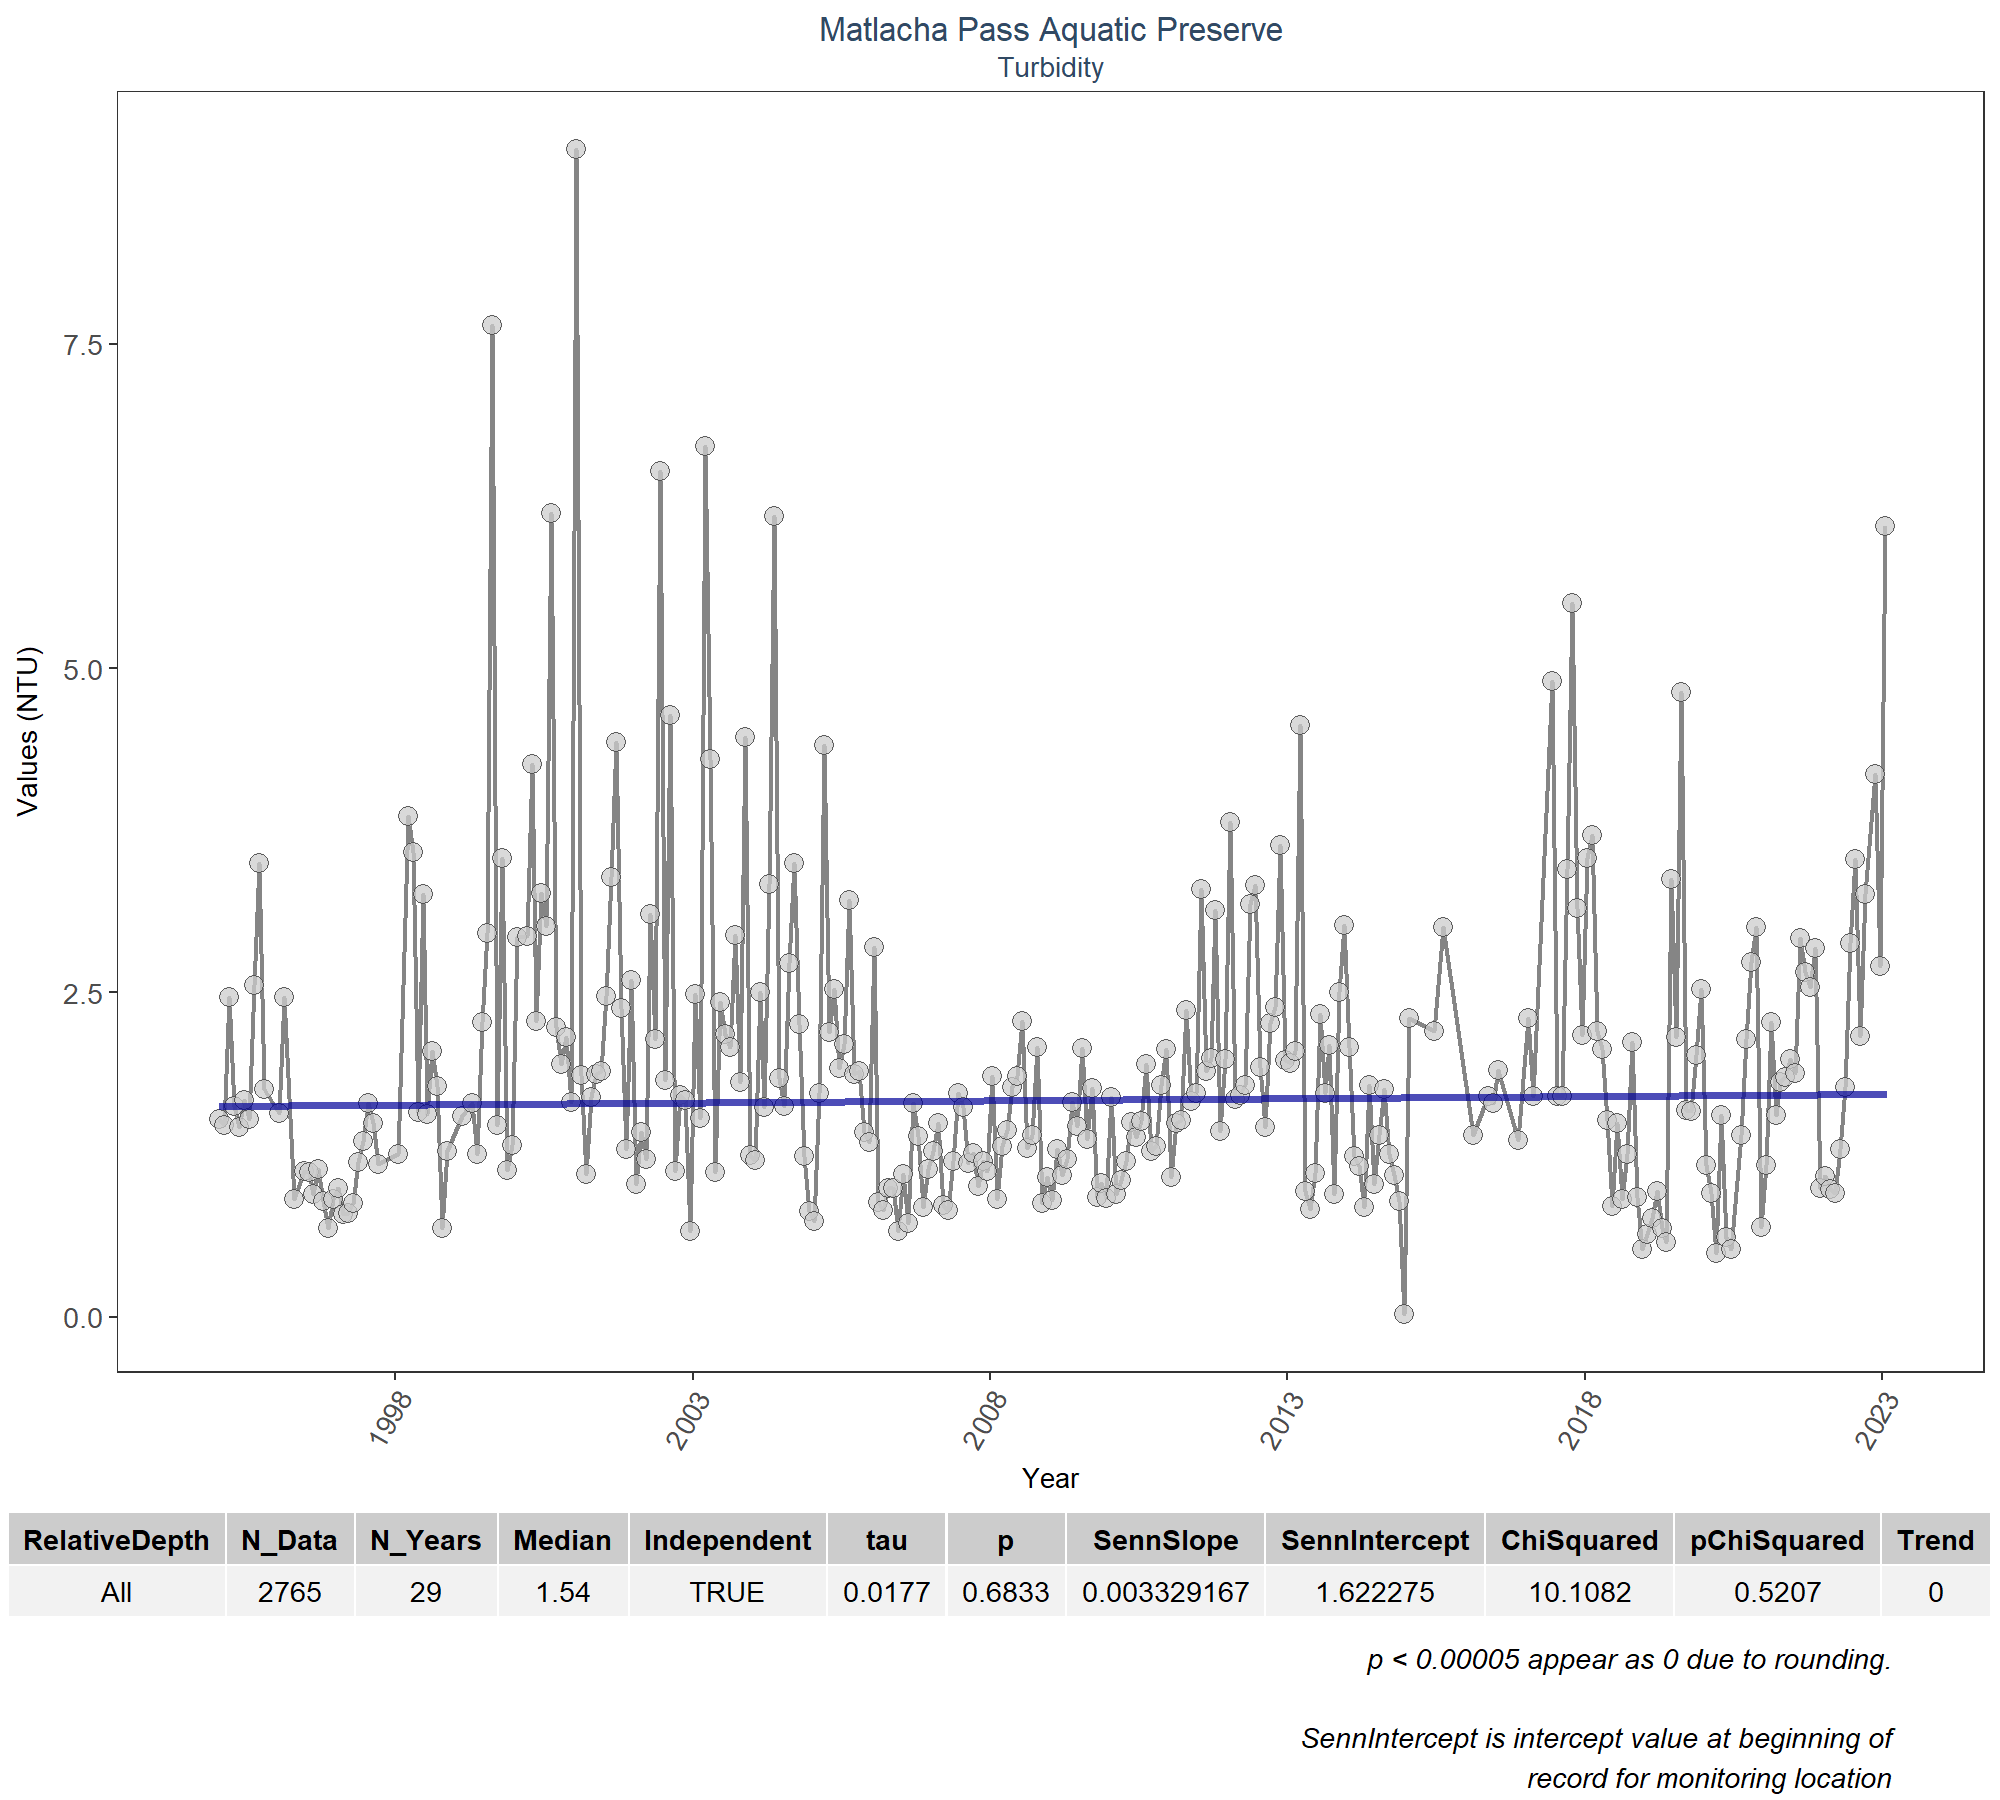 Matlacha Pass Aquatic Preserve
Turbidity
Values (NTU)
7.5
5.0
2.5
0.0
1998 2003 2008 2013 2018 2023
Year
RelativeDepth N_Data N_Years Median Independent tau p SennSlope SennIntercept ChiSquared pChiSquared Trend
All 2765 29 1.54 TRUE 0.0177 0.6833 0.003329167 1.622275 10.1082 0.5207 0
p < 0.00005 appear as 0 due to rounding.
SennIntercept is intercept value at beginning of
record for monitoring location